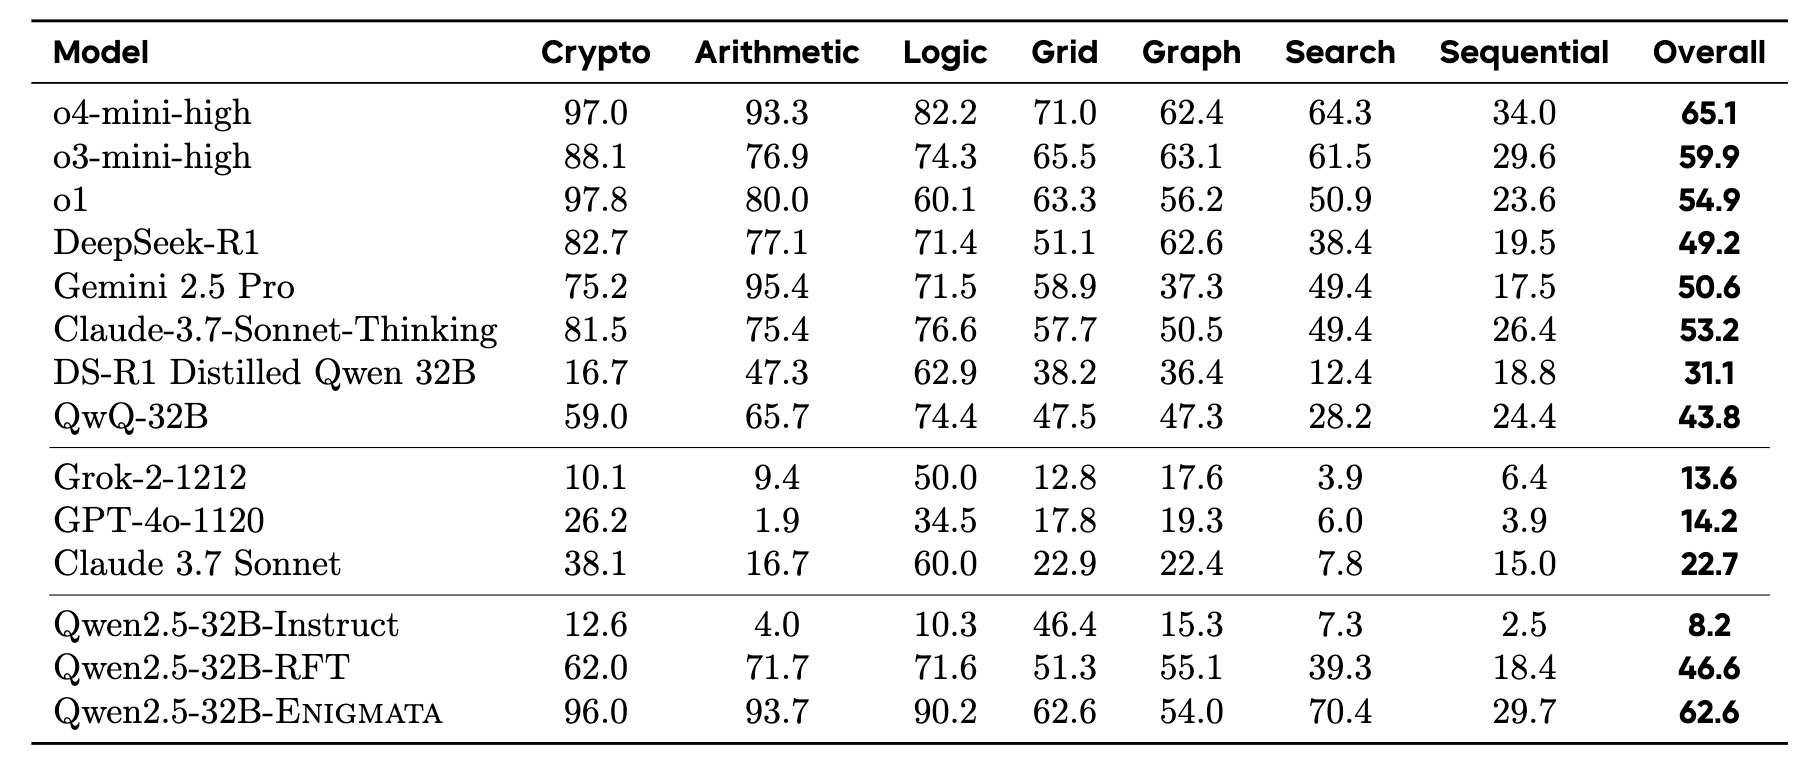 Model Crypto Arithmetic Logic Grid Graph Search Sequential Overall
o4-mini-high 97.0 93.3 82.2 71.0 62.4 64.3 34.0 65.1
o3-mini-high 88.1 76.9 74.3 65.5 63.1 61.5 29.6 59.9
o1 97.8 80.0 60.1 63.3 56.2 50.9 23.6 54.9
DeepSeek-R1 82.7 77.1 71.4 51.1 62.6 38.4 19.5 49.2
Gemini 2.5 Pro 75.2 95.4 71.5 58.9 37.3 49.4 17.5 50.6
Claude-3.7-Sonnet-Thinking 81.5 75.4 76.6 57.7 50.5 49.4 26.4 53.2
DS-R1 Distilled Qwen 32B 16.7 47.3 62.9 38.2 36.4 12.4 18.8 31.1
QwQ-32B 59.0 65.7 74.4 47.5 47.3 28.2 24.4 43.8
Grok-2-1212 10.1 9.4 50.0 12.8 17.6 3.9 6.4 13.6
GPT-4o-1120 26.2 1.9 34.5 17.8 19.3 6.0 3.9 14.2
Claude 3.7 Sonnet 38.1 16.7 60.0 22.9 22.4 7.8 15.0 22.7
Qwen2.5-32B-Instruct 12.6 4.0 10.3 46.4 15.3 7.3 2.5 8.2
Qwen2.5-32B-RFT 62.0 71.7 71.6 51.3 55.1 39.3 18.4 46.6
Qwen2.5-32B-ENIGMATA 96.0 93.7 90.2 62.6 54.0 70.4 29.7 62.6